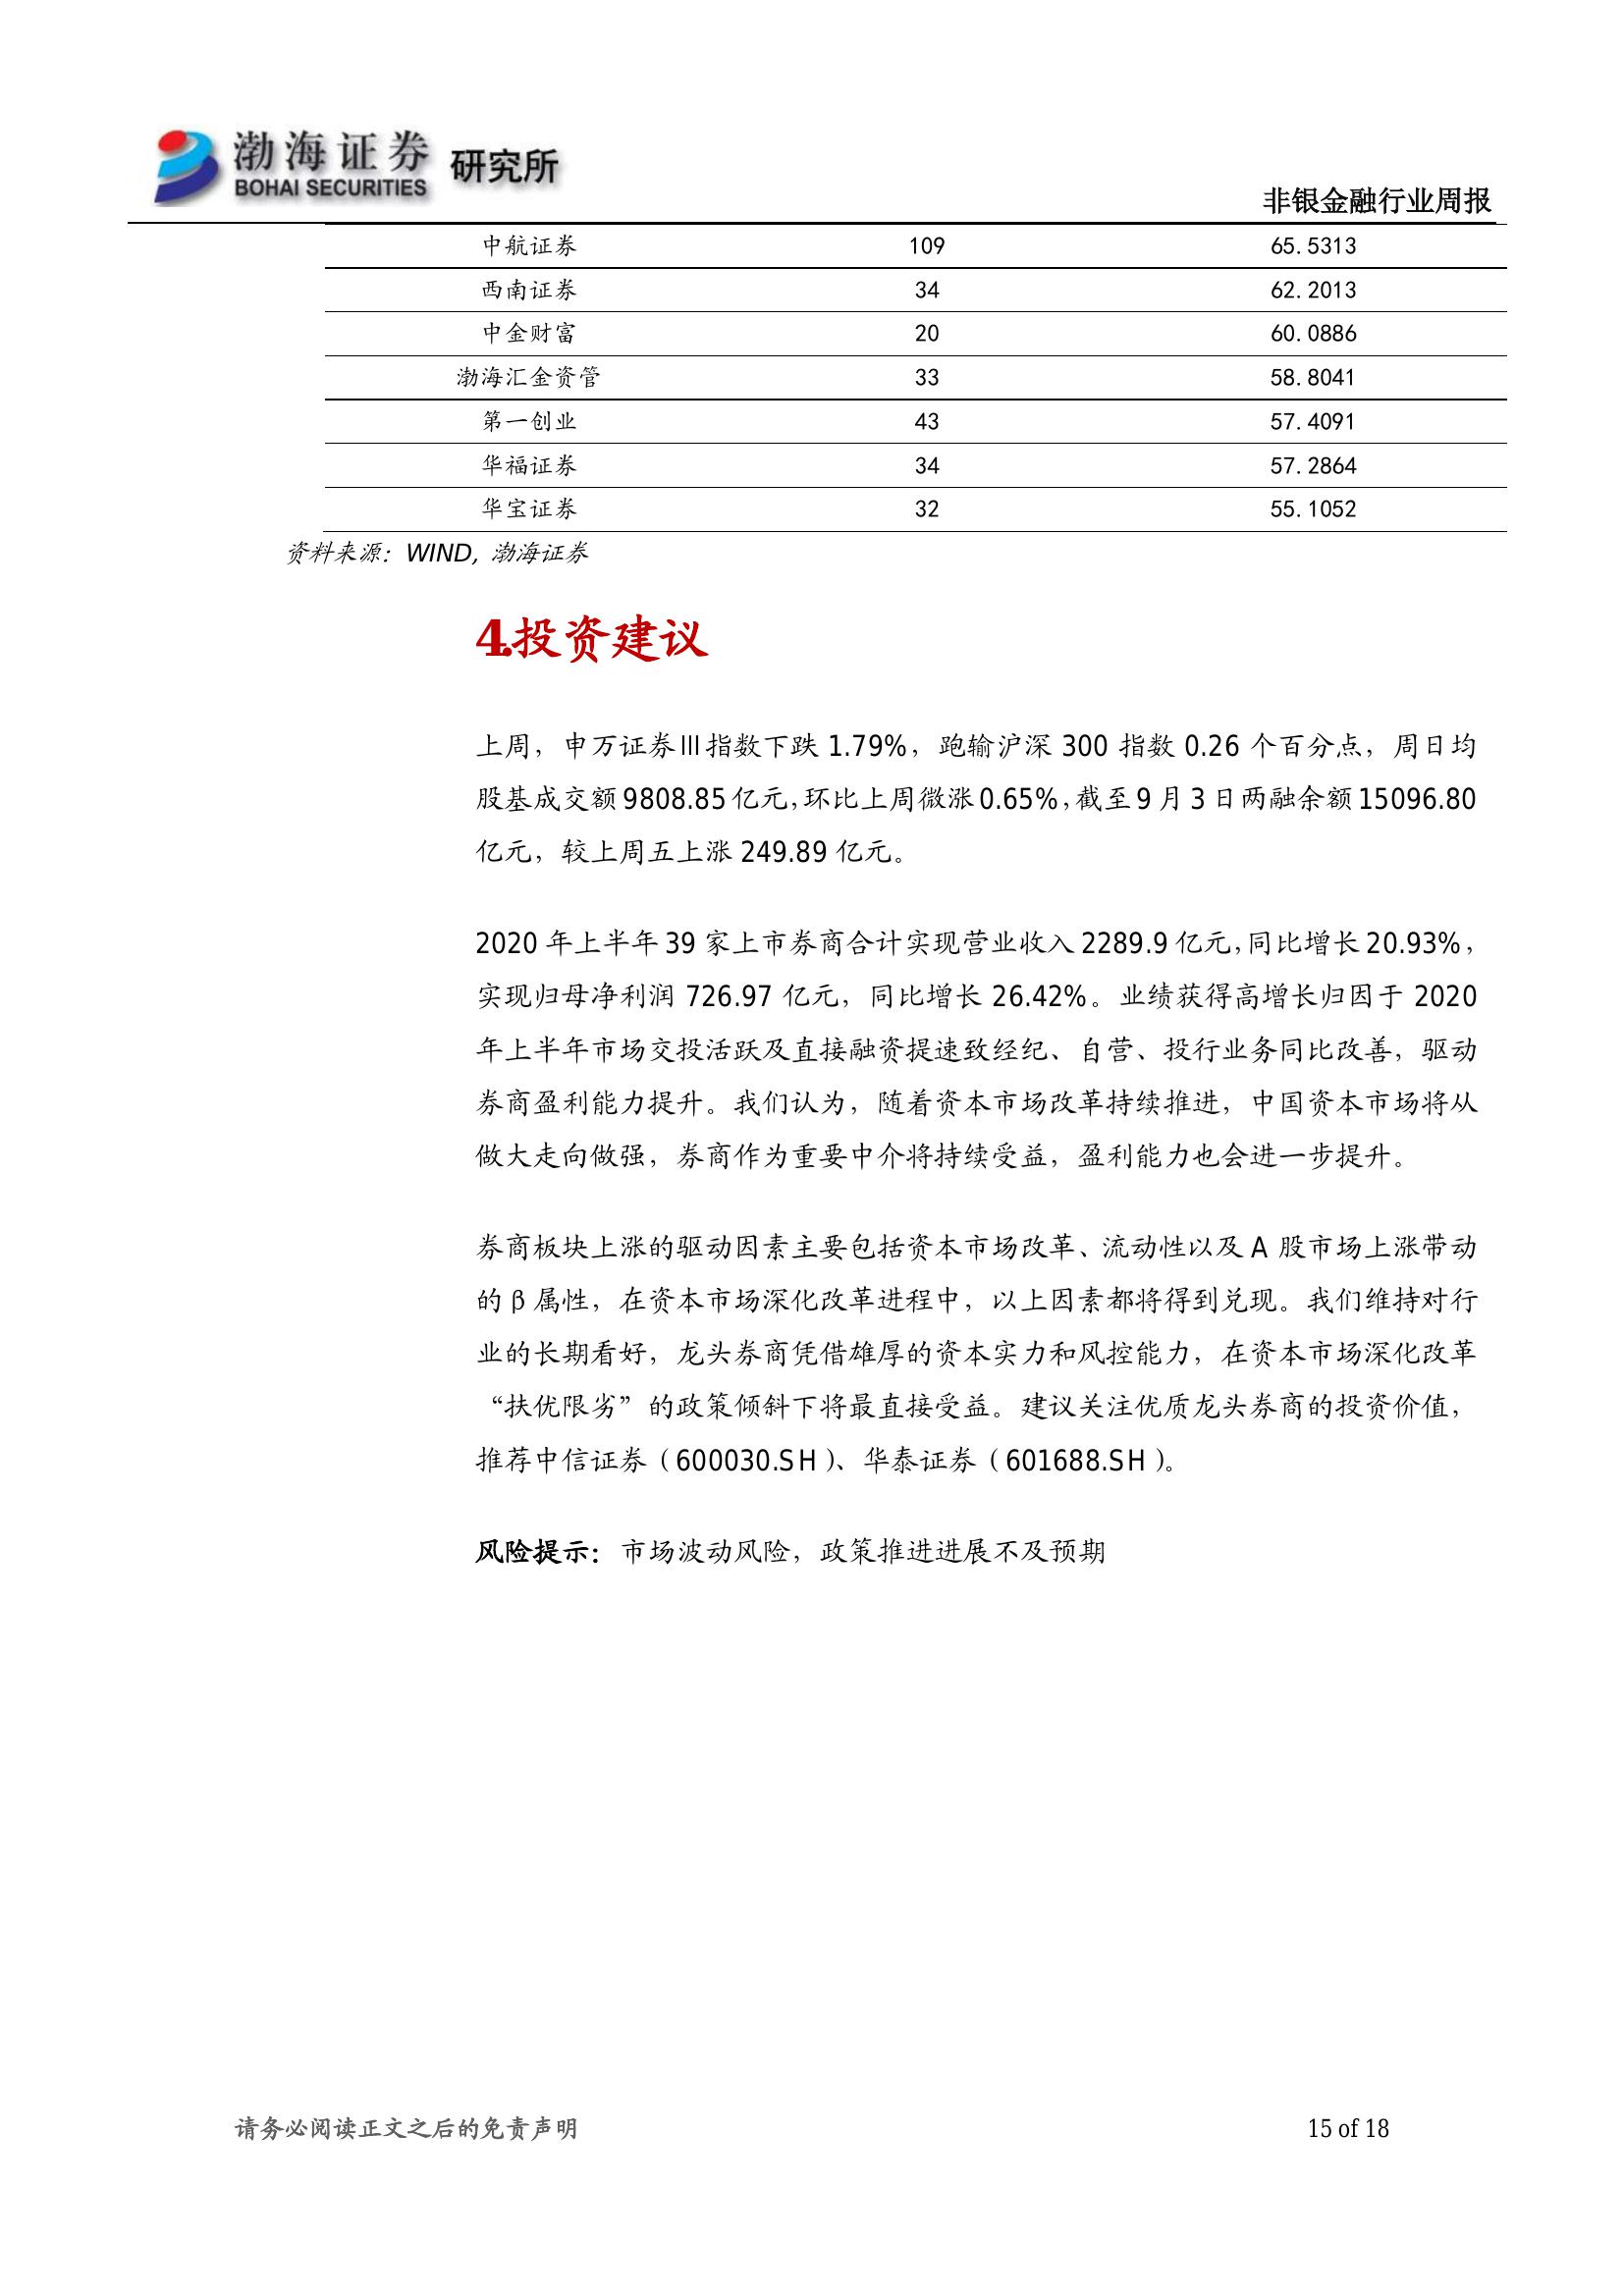 渤海证券 研究所
BOHAI SECURITIES
非银金融行业周报
中航证券 109 65.5313
西南证券 34 62.2013
中金财富 20 60.0886
渤海汇金资管 33 58.8041
第一创业 43 57.4091
华福证券 34 57.2864
华宝证券 32 55.1052
资料来源：WIND，渤海证券
4.投资建议
上周，申万证券Ⅲ指数下跌 1.79%，跑输沪深 300 指数 0.26 个百分点，周日均
股基成交额 9808.85 亿元，环比上周微涨 0.65%，截至 9 月 3 日两融余额 15096.80
亿元，较上周五上涨 249.89 亿元。
2020 年上半年 39 家上市券商合计实现营业收入 2289.9 亿元，同比增长 20.93%，
实现归母净利润 726.97 亿元，同比增长 26.42%。业绩获得高增长归因于 2020
年上半年市场交投活跃及直接融资提速致经纪、自营、投行业务同比改善，驱动
券商盈利能力提升。我们认为，随着资本市场改革持续推进，中国资本市场将从
做大走向做强，券商作为重要中介将持续受益，盈利能力也会进一步提升。
券商板块上涨的驱动因素主要包括资本市场改革、流动性以及 A 股市场上涨带动
的 β 属性，在资本市场深化改革进程中，以上因素都将得到兑现。我们维持对行
业的长期看好，龙头券商凭借雄厚的资本实力和风控能力，在资本市场深化改革
“扶优限劣”的政策倾斜下将最直接受益。建议关注优质龙头券商的投资价值，
推荐中信证券（600030.SH）、华泰证券（601688.SH）。
风险提示：市场波动风险，政策推进进展不及预期
请务必阅读正文之后的免责声明 15 of 18